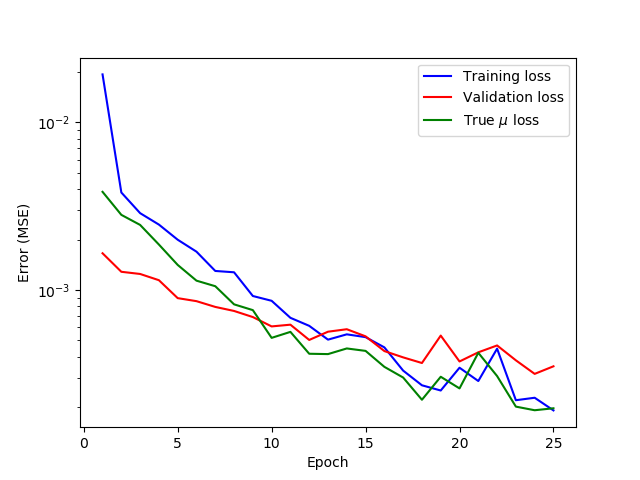 Training loss
Validation loss
True μ loss
10⁻²
10⁻³
Error (MSE)
0 5 10 15 20 25
Epoch